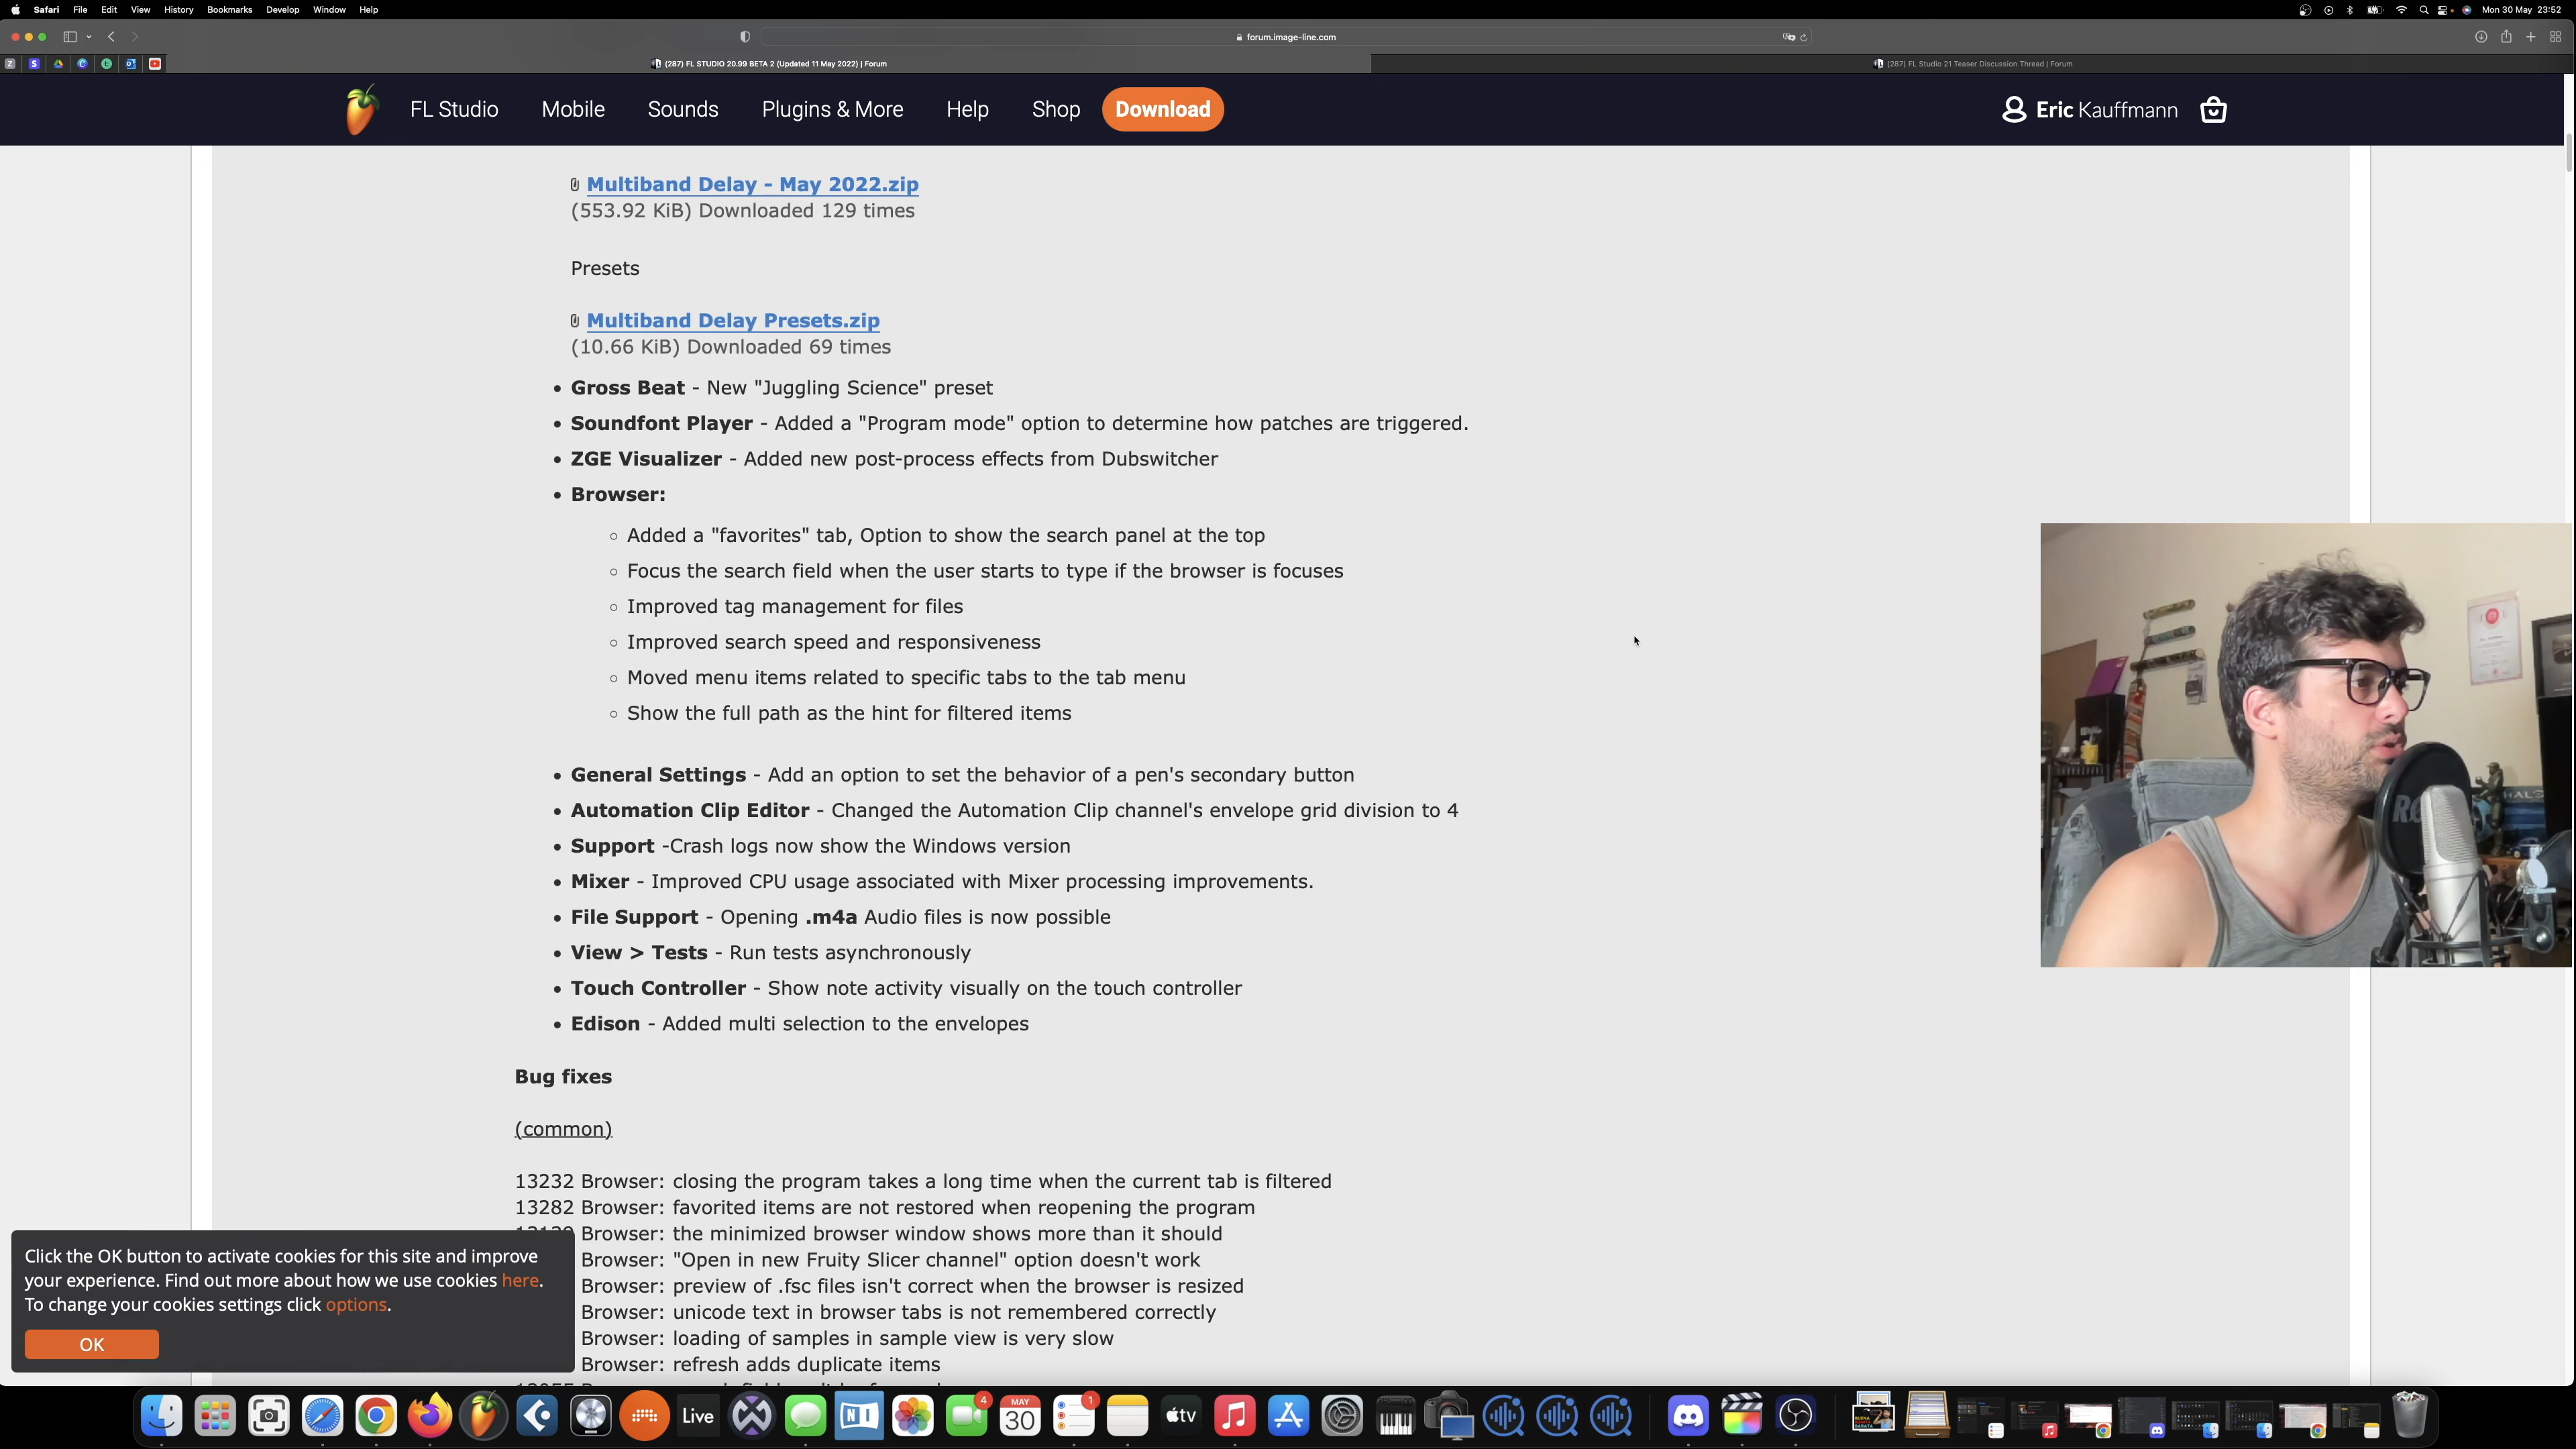 Safari File Edit View History Bookmarks Develop Window Help
Mon 30 May 23:52
forum.image-line.com
(287) FL STUDIO 20.99 BETA 2 (Updated 11 May 2022) | Forum
(287) FL Studio 21 Teaser Discussion Thread | Forum
FL Studio Mobile Sounds Plugins & More Help Shop Download
Eric Kauffmann
Multiband Delay - May 2022.zip
(553.92 KiB) Downloaded 129 times
Presets
Multiband Delay Presets.zip
(10.66 KiB) Downloaded 69 times
• Gross Beat - New "Juggling Science" preset
• Soundfont Player - Added a "Program mode" option to determine how patches are triggered.
• ZGE Visualizer - Added new post-process effects from Dubswitcher
• Browser:
◦ Added a "favorites" tab, Option to show the search panel at the top
◦ Focus the search field when the user starts to type if the browser is focuses
◦ Improved tag management for files
◦ Improved search speed and responsiveness
◦ Moved menu items related to specific tabs to the tab menu
◦ Show the full path as the hint for filtered items
• General Settings - Add an option to set the behavior of a pen's secondary button
• Automation Clip Editor - Changed the Automation Clip channel's envelope grid division to 4
• Support -Crash logs now show the Windows version
• Mixer - Improved CPU usage associated with Mixer processing improvements.
• File Support - Opening .m4a Audio files is now possible
• View > Tests - Run tests asynchronously
• Touch Controller - Show note activity visually on the touch controller
• Edison - Added multi selection to the envelopes
Bug fixes
(common)
13232 Browser: closing the program takes a long time when the current tab is filtered
13282 Browser: favorited items are not restored when reopening the program
Browser: the minimized browser window shows more than it should
Browser: "Open in new Fruity Slicer channel" option doesn't work
Browser: preview of .fsc files isn't correct when the browser is resized
Browser: unicode text in browser tabs is not remembered correctly
Browser: loading of samples in sample view is very slow
Browser: refresh adds duplicate items
Click the OK button to activate cookies for this site and improve
your experience. Find out more about how we use cookies here.
To change your cookies settings click options.
OK
HALO
Live
NI
4
MAY
30
1
tv